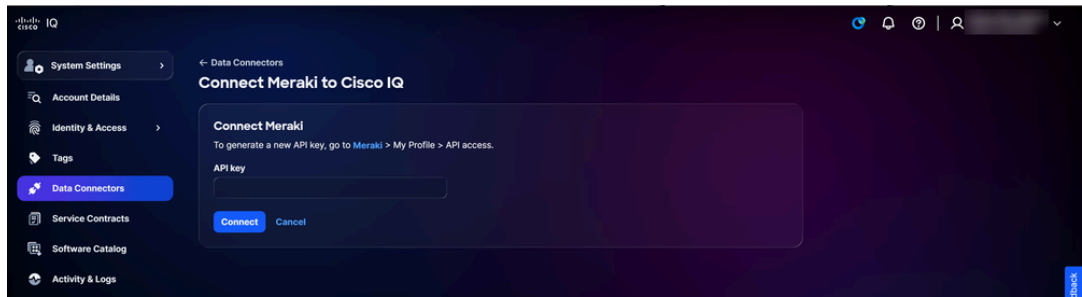 cisco IQ
System Settings
Account Details
Identity & Access
Tags
Data Connectors
Service Contracts
Software Catalog
Activity & Logs
← Data Connectors
Connect Meraki to Cisco IQ
Connect Meraki
To generate a new API key, go to Meraki > My Profile > API access.
API key
Connect Cancel